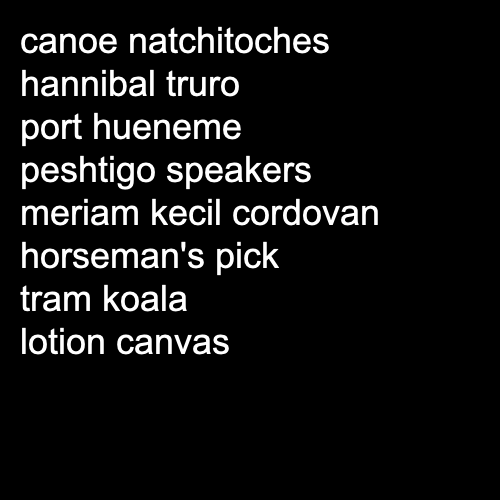 canoe natchitoches
hannibal truro
port hueneme
peshtigo speakers
meriam kecil cordovan
horseman's pick
tram koala
lotion canvas